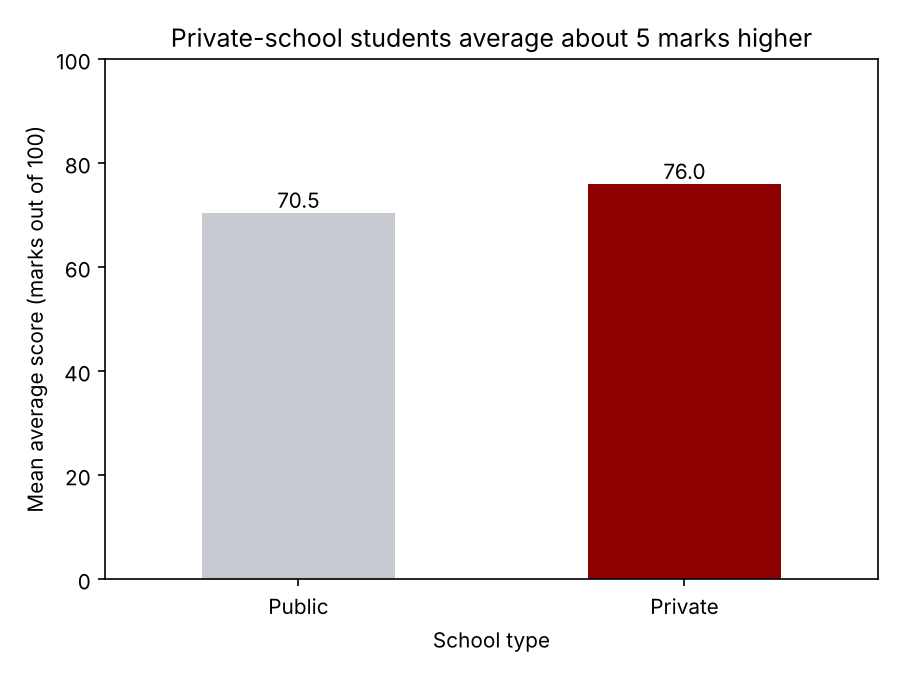 Private-school students average about 5 marks higher
Mean average score (marks out of 100)
100
80
60
40
20
0
70.5
76.0
Public
Private
School type